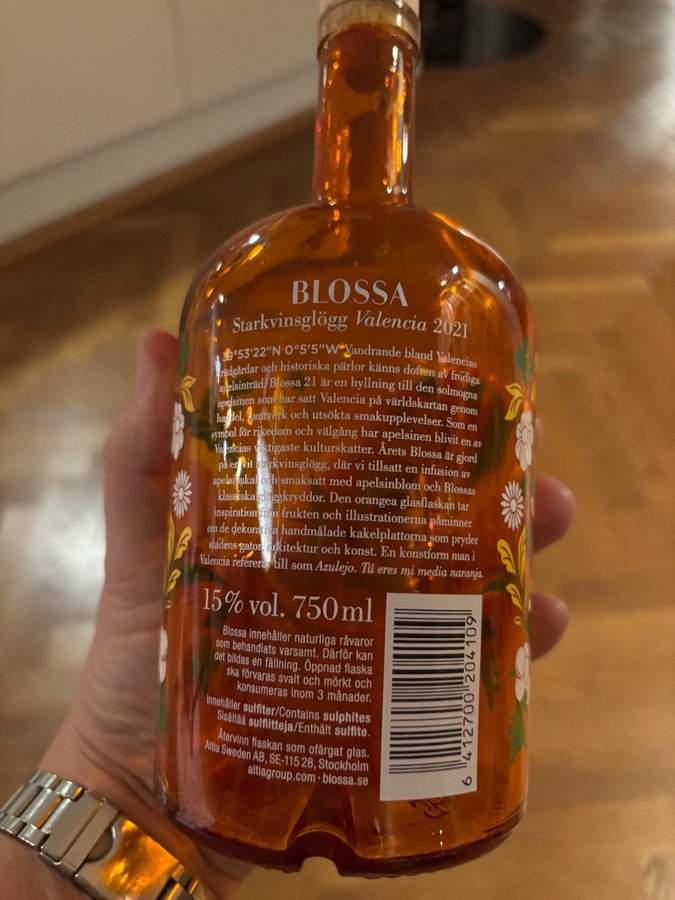 BLOSSA
Starkvinsglögg Valencia 2021
39°53'22"N 0°5'5"W Vandrande bland Valencias
trädgårdar och historiska pärlor känns doften av frodiga
apelsinträd. Blossa 21 är en hyllning till den solmogna
apelsinen som har satt Valencia på världskartan genom
handel, hantverk och utsökta smakupplevelser. Som en
symbol för rikedom och välgång har apelsinen blivit en av
Valencias viktigaste kulturskatter. Årets Blossa är gjord
på en vit starkvinsglögg, där vi tillsatt en infusion av
apelsinskal och smaksatt med apelsinblom och Blossas
klassiska glöggkryddor. Den orangea glasflaskan tar
inspiration från frukten och illustrationerna påminner
om de dekorativa handmålade kakelplattorna som pryder
stadens gator, arkitektur och konst. En konstform man i
Valencia refererar till som Azulejo. Tú eres mi media naranja.
15% vol. 750ml
Blossa innehåller naturliga råvaror
som behandlats varsamt. Därför kan
det bildas en fällning. Öppnad flaska
ska förvaras svalt och mörkt och
konsumeras inom 3 månader.
Innehåller sulfiter/Contains sulphites
Sisältää sulfiitteja/Enthält sulfite.
Återvinn flaskan som ofärgat glas.
Altia Sweden AB, SE-115 28, Stockholm
altiagroup.com · blossa.se
6 412700 204109